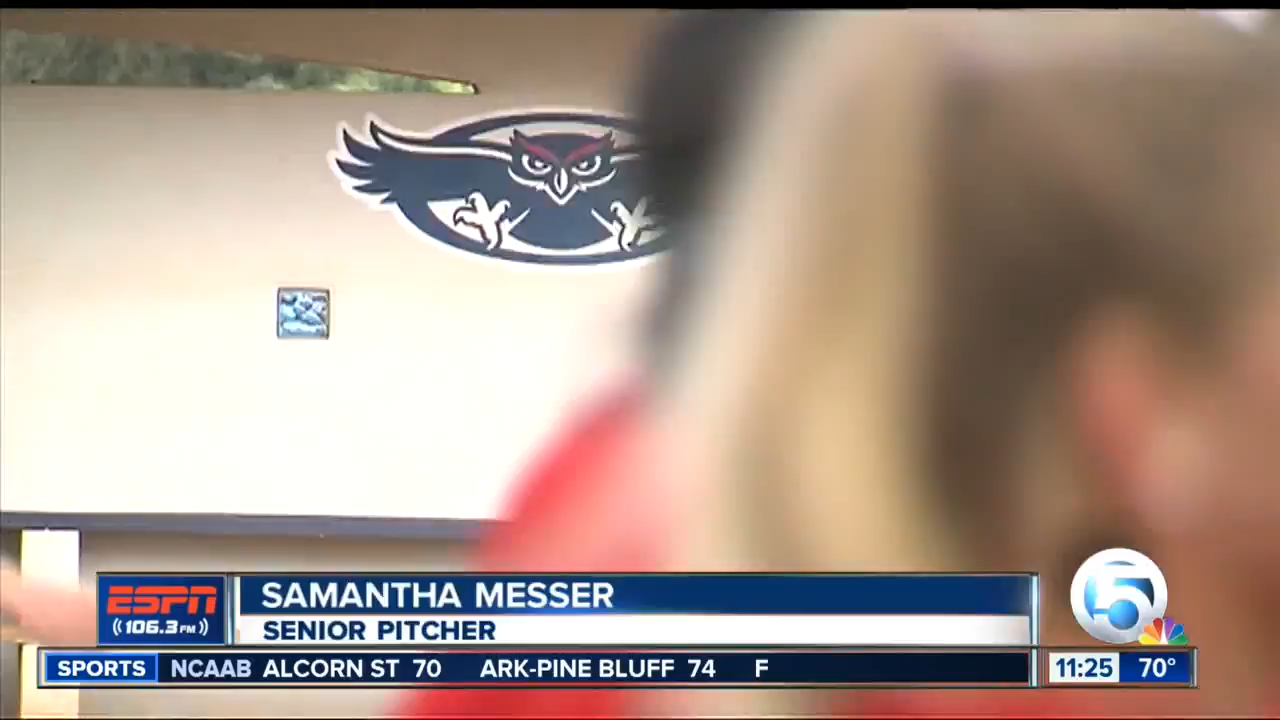 ESPN
106.3 FM
SAMANTHA MESSER
SENIOR PITCHER
5
SPORTS NCAAB ALCORN ST 70 ARK-PINE BLUFF 74 F
11:25 70°